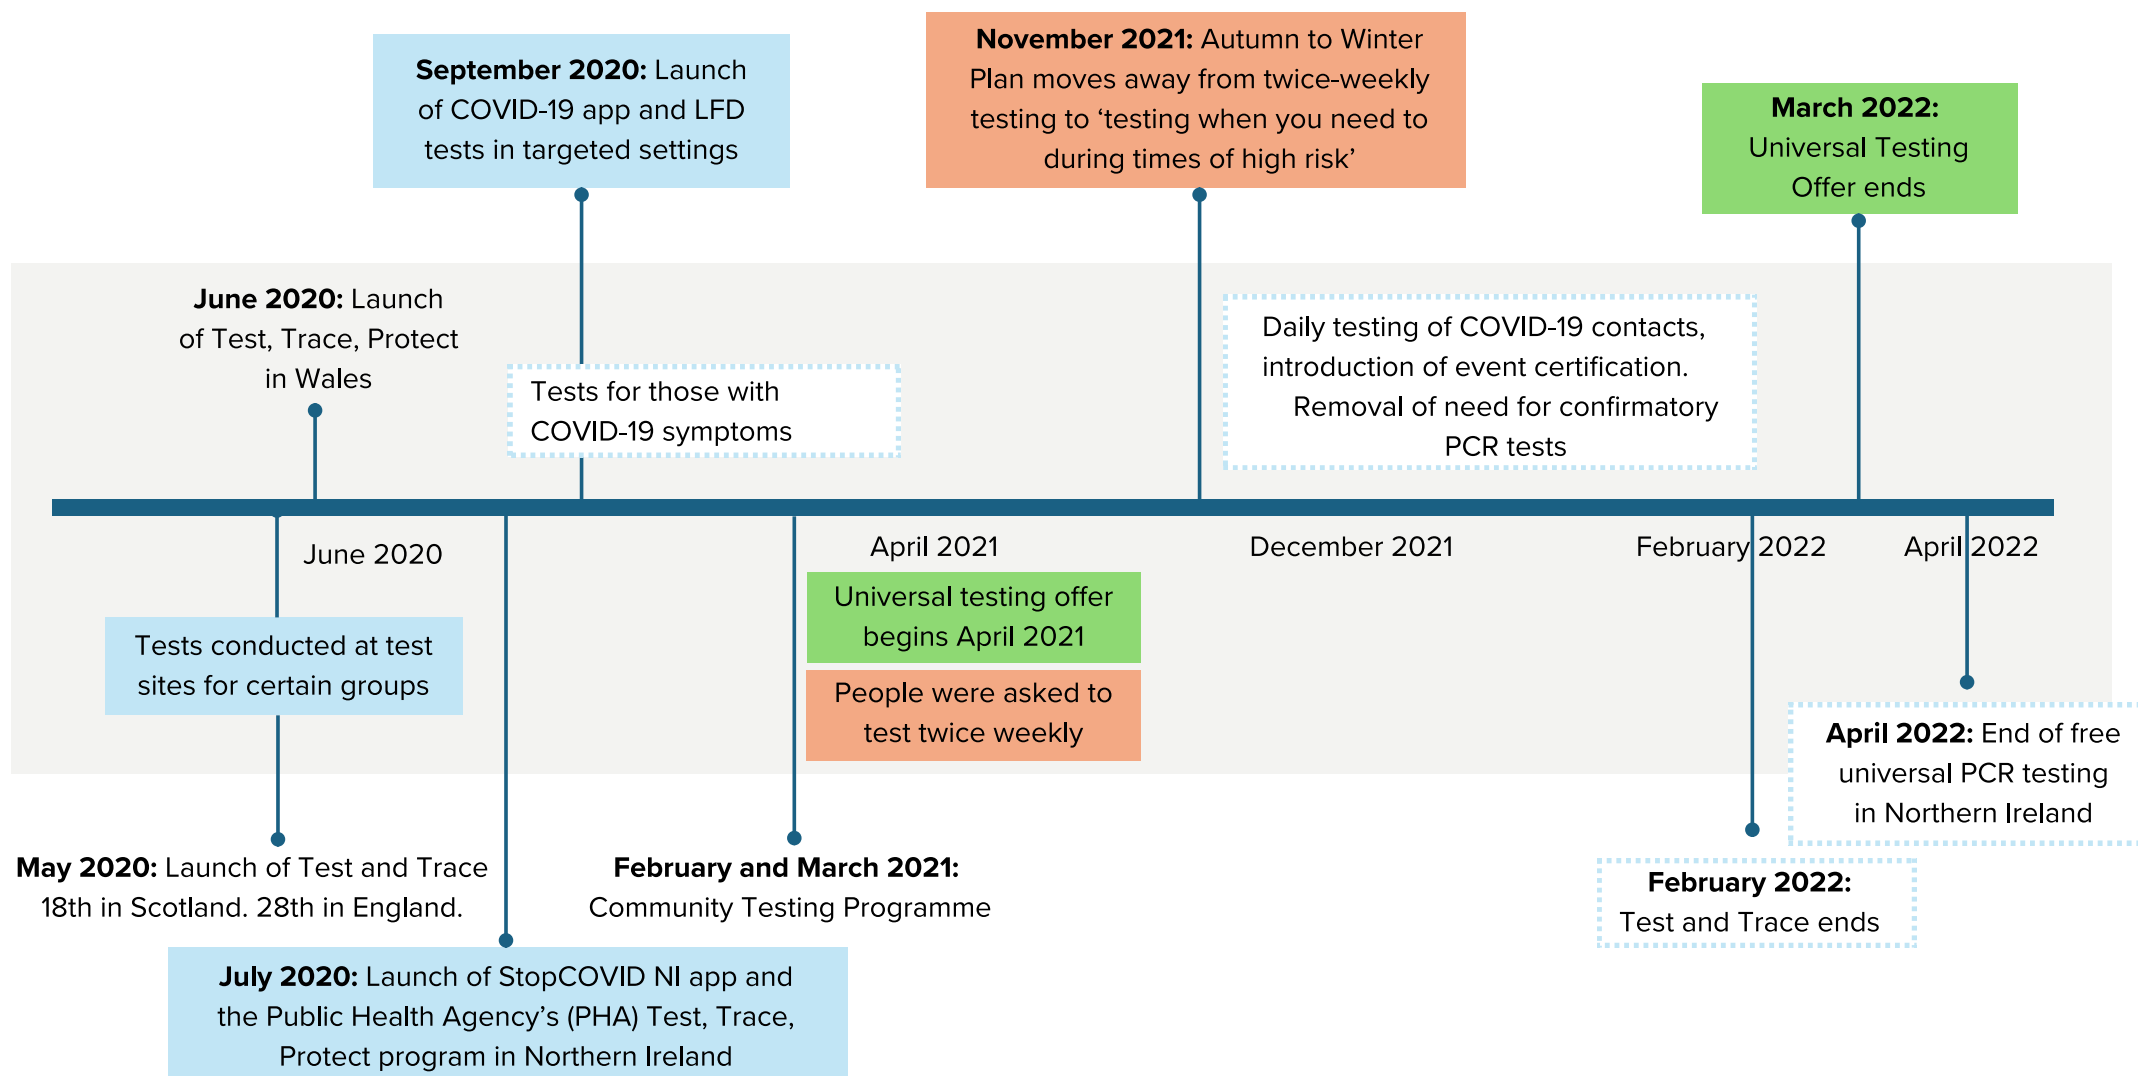 September 2020: Launch
of COVID-19 app and LFD
tests in targeted settings
November 2021: Autumn to Winter
Plan moves away from twice-weekly
testing to ‘testing when you need to
during times of high risk’
March 2022:
Universal Testing
Offer ends
June 2020: Launch
of Test, Trace, Protect
in Wales
Tests for those with
COVID-19 symptoms
Daily testing of COVID-19 contacts,
introduction of event certification.
Removal of need for confirmatory
PCR tests
June 2020
April 2021
December 2021
February 2022
April 2022
Tests conducted at test
sites for certain groups
Universal testing offer
begins April 2021
People were asked to
test twice weekly
April 2022: End of free
universal PCR testing
in Northern Ireland
May 2020: Launch of Test and Trace
18th in Scotland. 28th in England.
February and March 2021:
Community Testing Programme
February 2022:
Test and Trace ends
July 2020: Launch of StopCOVID NI app and
the Public Health Agency’s (PHA) Test, Trace,
Protect program in Northern Ireland